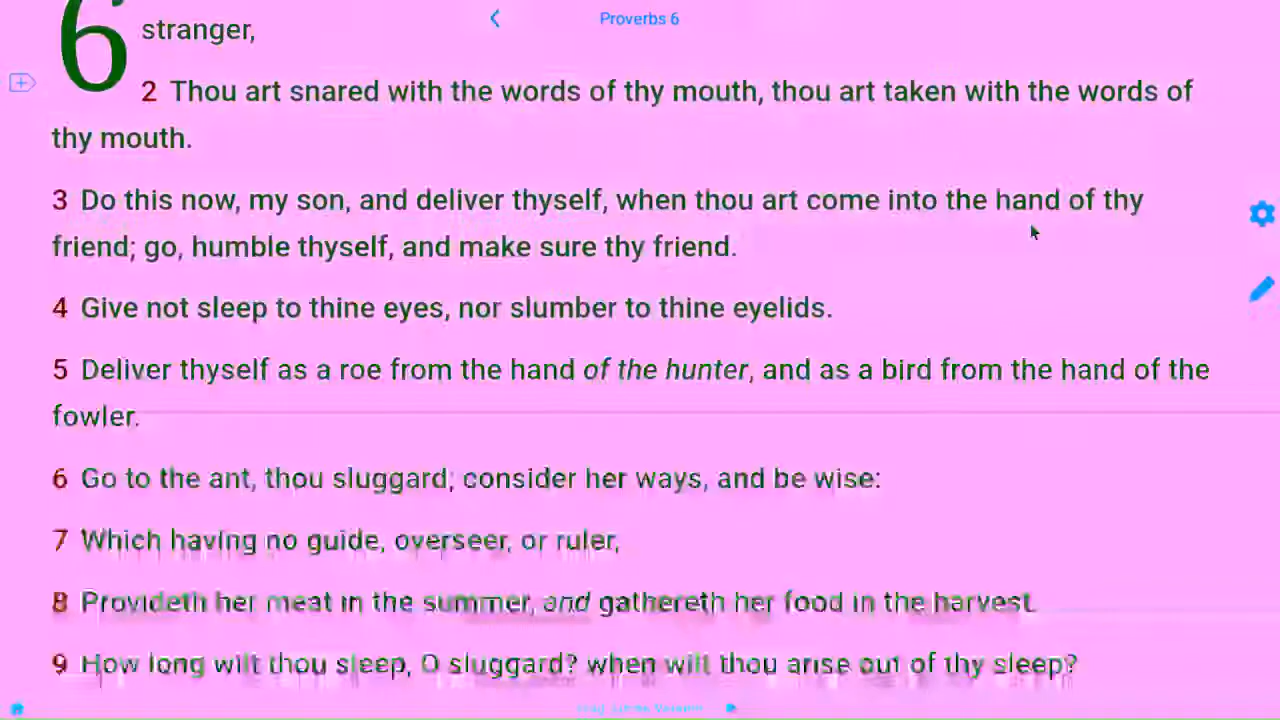 Proverbs 6
6 stranger,
2 Thou art snared with the words of thy mouth, thou art taken with the words of
thy mouth.
3 Do this now, my son, and deliver thyself, when thou art come into the hand of thy
friend; go, humble thyself, and make sure thy friend.
4 Give not sleep to thine eyes, nor slumber to thine eyelids.
5 Deliver thyself as a roe from the hand of the hunter, and as a bird from the hand of the
fowler.
6 Go to the ant, thou sluggard; consider her ways, and be wise:
7 Which having no guide, overseer, or ruler,
8 Provideth her meat in the summer, and gathereth her food in the harvest.
9 How long wilt thou sleep, O sluggard? when wilt thou arise out of thy sleep?
King James Version